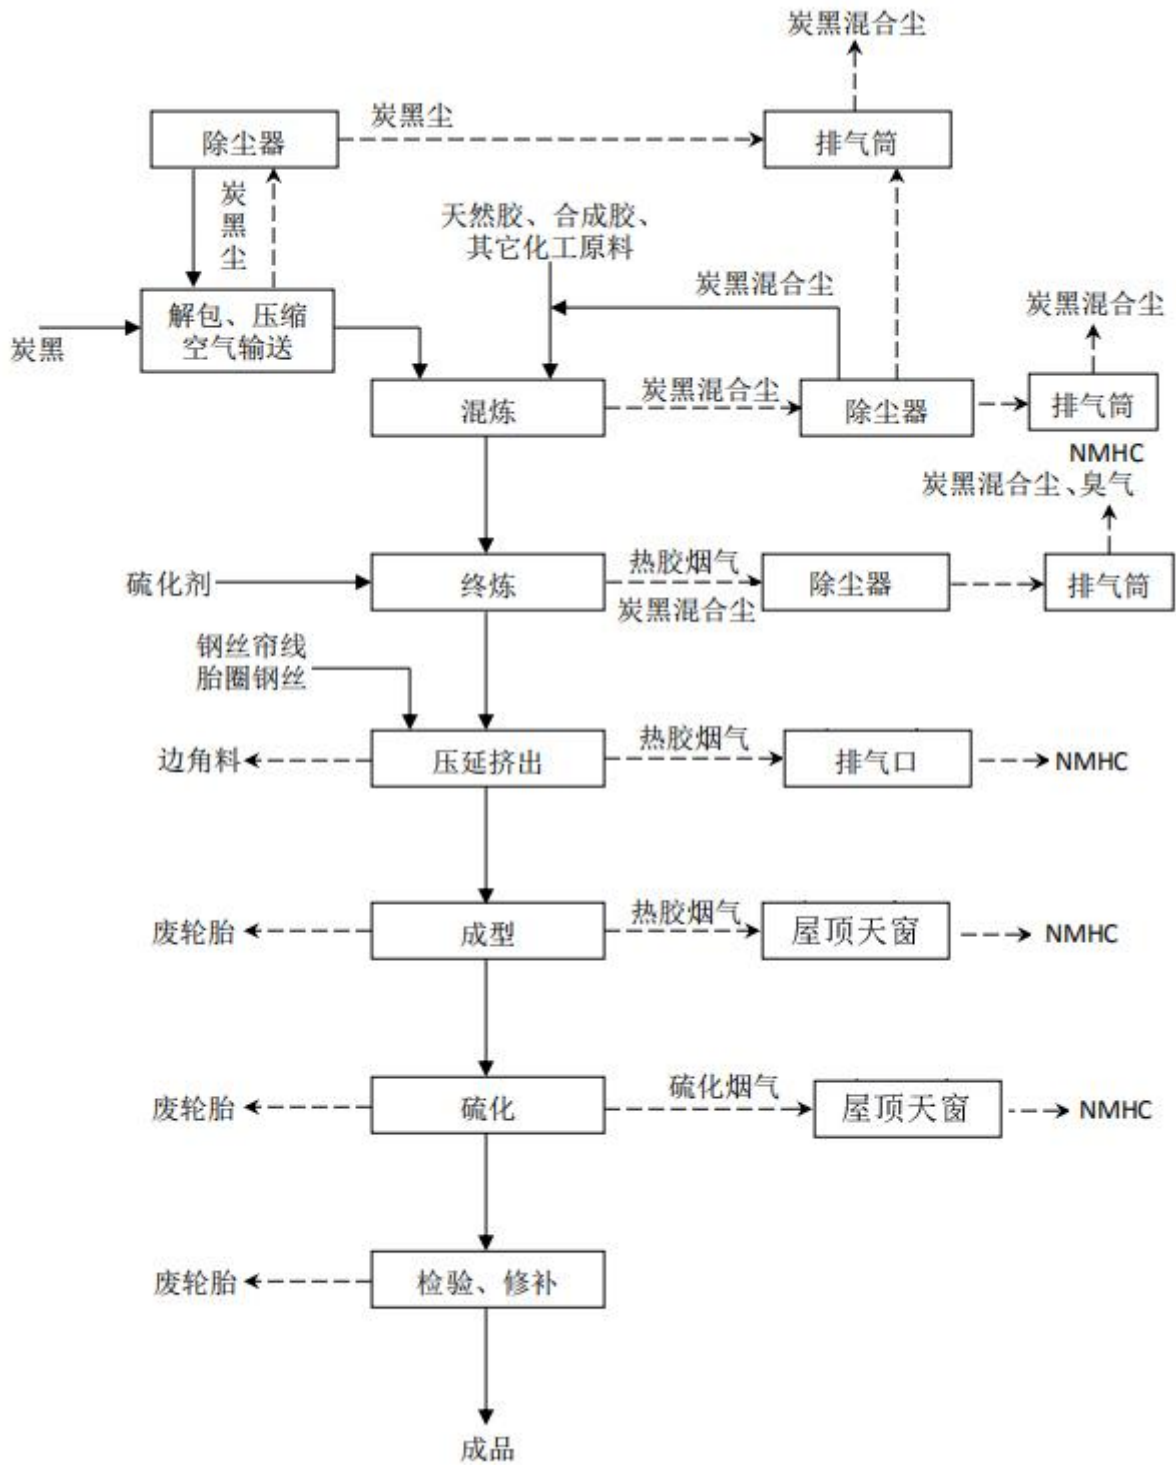 炭黑混合尘
炭黑尘
除尘器
排气筒
炭黑尘
天然胶、合成胶、
其它化工原料
炭黑混合尘
炭黑混合尘
解包、压缩
空气输送
炭黑
炭黑混合尘
混炼
除尘器
排气筒
NMHC
炭黑混合尘、臭气
热胶烟气
硫化剂
终炼
除尘器
排气筒
炭黑混合尘
钢丝帘线
胎圈钢丝
热胶烟气
边角料
压延挤出
排气口
NMHC
热胶烟气
废轮胎
成型
屋顶天窗
NMHC
硫化烟气
废轮胎
硫化
屋顶天窗
NMHC
废轮胎
检验、修补
成品